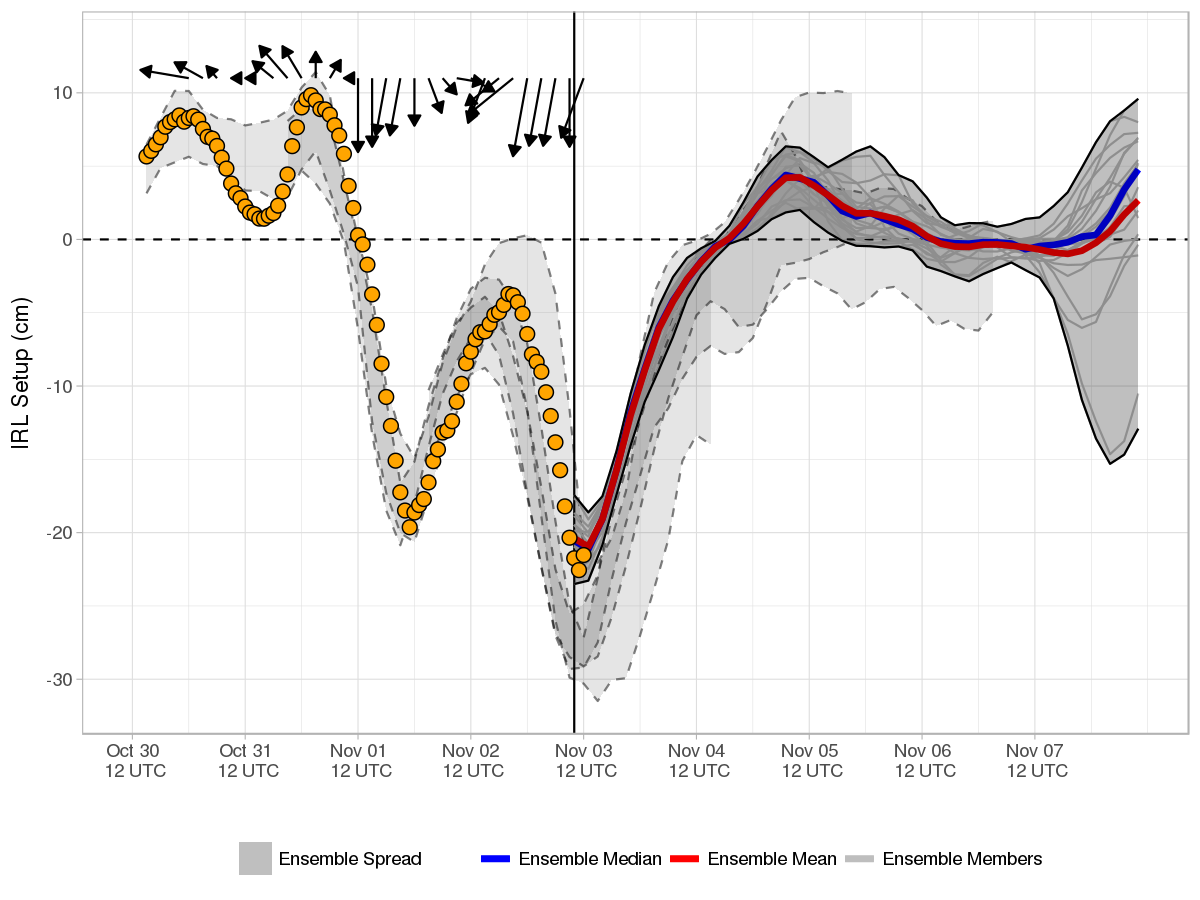 IRL Setup (cm)
10
0
-10
-20
-30
Oct 30 Oct 31 Nov 01 Nov 02 Nov 03 Nov 04 Nov 05 Nov 06 Nov 07
12 UTC 12 UTC 12 UTC 12 UTC 12 UTC 12 UTC 12 UTC 12 UTC 12 UTC
Ensemble Spread Ensemble Median Ensemble Mean Ensemble Members